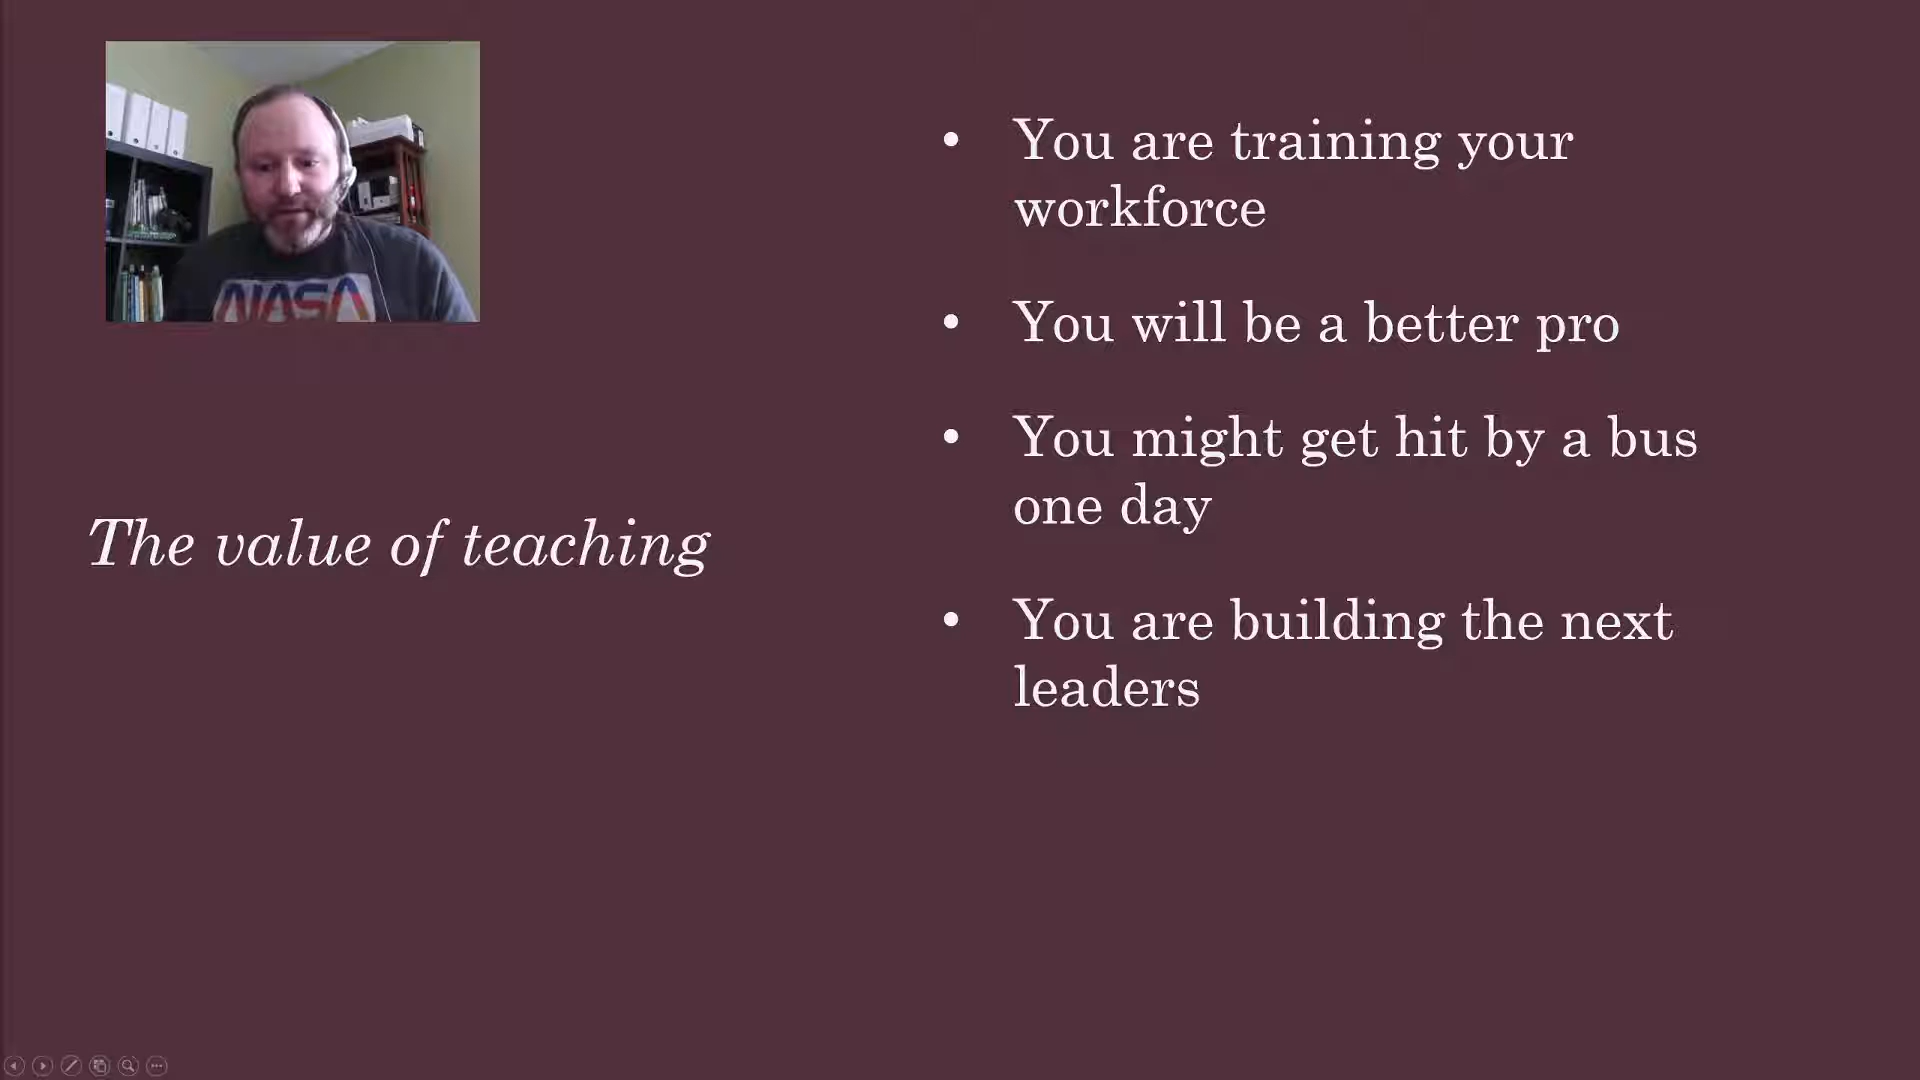 NASA
The value of teaching
• You are training your
workforce
• You will be a better pro
• You might get hit by a bus
one day
• You are building the next
leaders